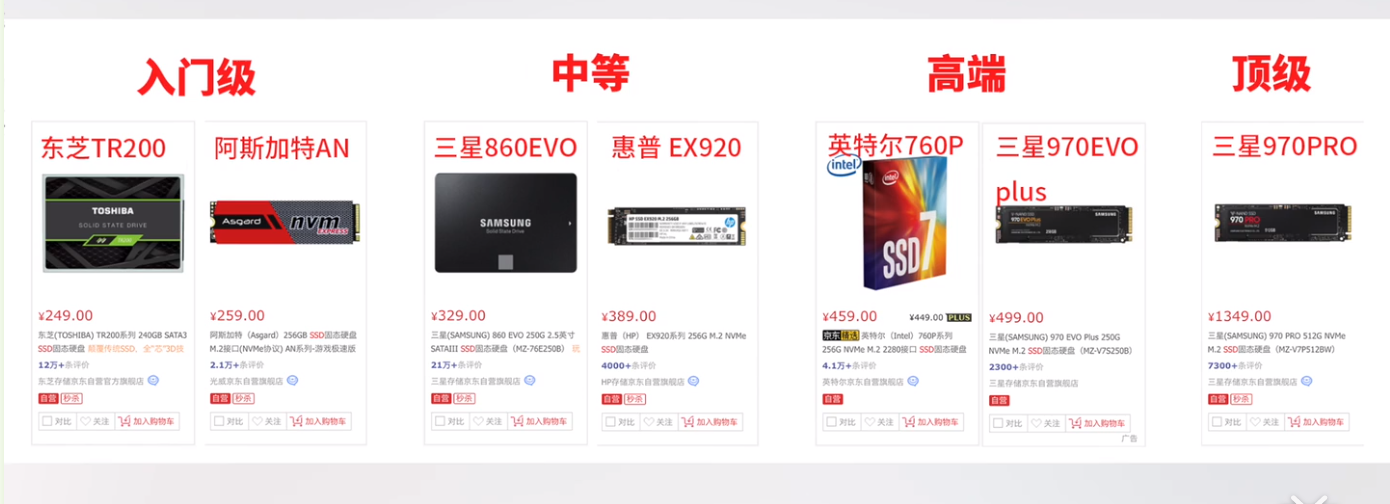 入门级
中等
高端
顶级
东芝TR200
TOSHIBA
SOLID STATE DRIVE
¥249.00
东芝(TOSHIBA) TR200系列 240GB SATA3
SSD固态硬盘 颠覆传统SSD、全“芯”3D技
12万+条评价
东芝存储京东自营官方旗舰店
自营 秒杀
对比 关注 加入购物车
阿斯加特AN
Asgard nvm
EXPRESS
¥259.00
阿斯加特（Asgard）256GB SSD固态硬盘
M.2接口(NVMe协议) AN系列-游戏极速版
2.1万+条评价
光威京东自营旗舰店
自营 秒杀
对比 关注 加入购物车
三星860EVO
SAMSUNG
Solid State Drive
¥329.00
三星(SAMSUNG) 860 EVO 250G 2.5英寸
SATAIII SSD固态硬盘（MZ-76E250B） 玩
21万+条评价
三星存储京东自营旗舰店
自营 秒杀
对比 关注 加入购物车
惠普 EX920
HP SSD EX920 M.2 256GB
¥389.00
惠普（HP） EX920系列 256G M.2 NVMe
SSD固态硬盘
4000+条评价
HP存储京东自营旗舰店
自营 秒杀
对比 关注 加入购物车
英特尔760P
intel
intel
SSD 7
¥459.00 ¥449.00 PLUS
京东精选 英特尔（Intel）760P系列
256G NVMe M.2 2280接口 SSD固态硬盘
4.1万+条评价
英特尔京东自营旗舰店
自营
对比 关注 加入购物车
三星970EVO
plus
SAMSUNG
970 EVO Plus
250GB
¥499.00
三星(SAMSUNG) 970 EVO Plus 250G
NVMe M.2 SSD固态硬盘（MZ-V7S250B）
2300+条评价
三星存储京东自营旗舰店
自营
对比 关注 加入购物车
广告
三星970PRO
SAMSUNG
970 PRO
512GB
¥1349.00
三星(SAMSUNG) 970 PRO 512G NVMe
M.2 SSD固态硬盘（MZ-V7P512BW）
7300+条评价
三星存储京东自营旗舰店
自营 秒杀
对比 关注 加入购物车